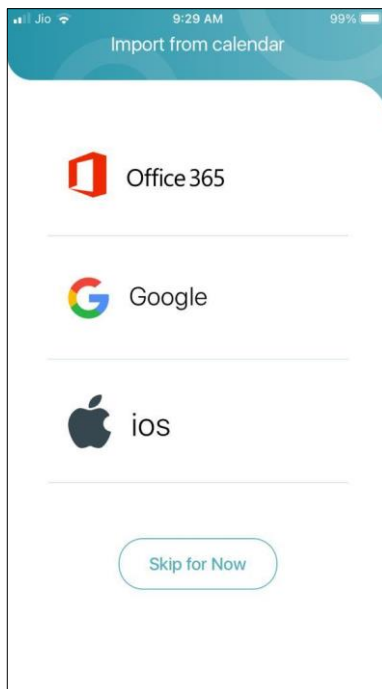 Jio 9:29 AM 99%
Import from calendar
Office 365
Google
ios
Skip for Now